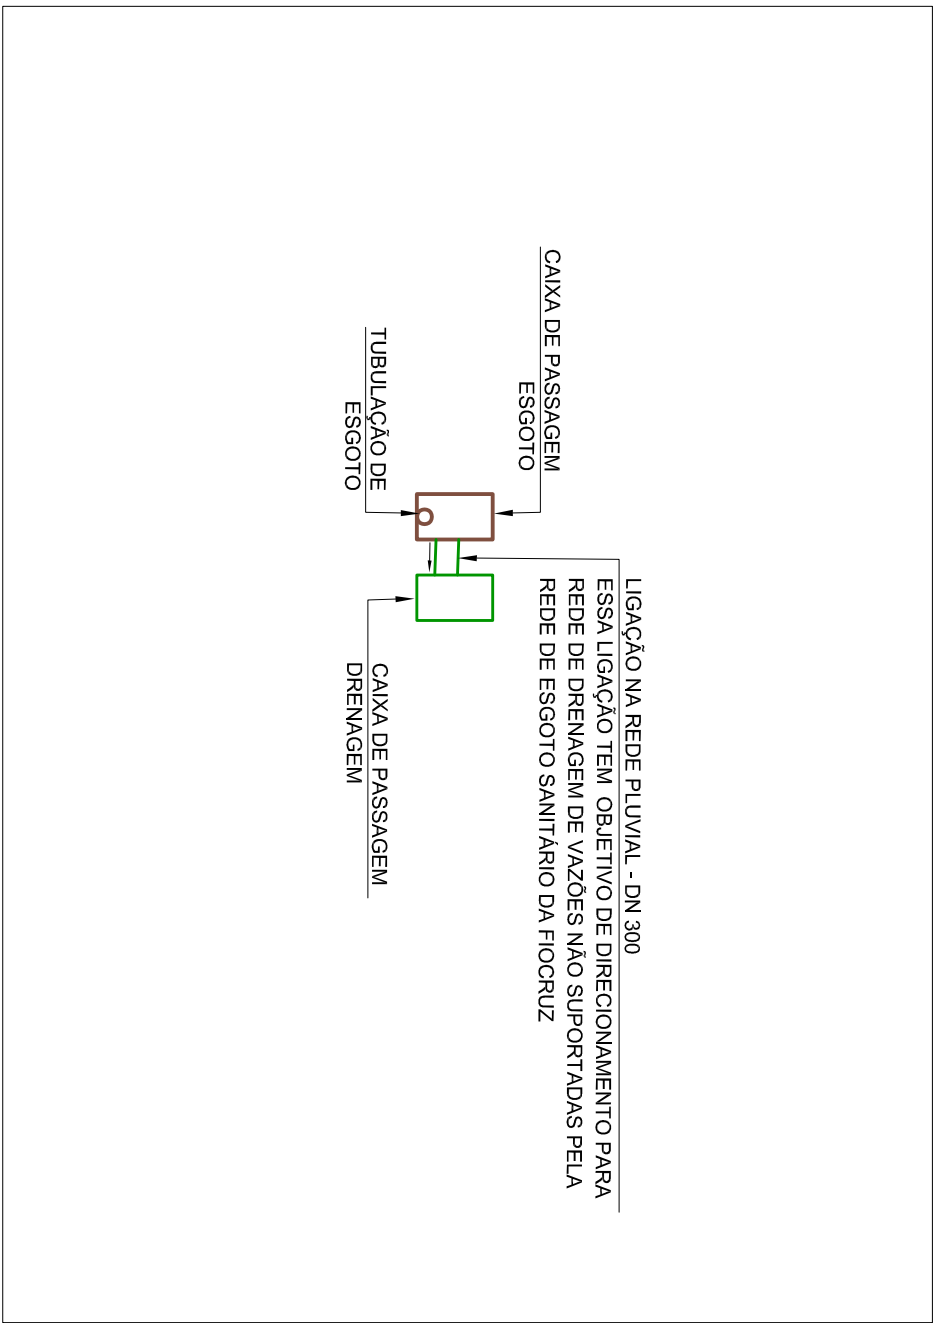 CAIXA DE PASSAGEM
ESGOTO
LIGAÇÃO NA REDE PLUVIAL - DN 300
ESSA LIGAÇÃO TEM OBJETIVO DE DIRECIONAMENTO PARA
REDE DE DRENAGEM DE VAZÕES NÃO SUPORTADAS PELA
REDE DE ESGOTO SANITÁRIO DA FIOCRUZ
TUBULAÇÃO DE
ESGOTO
CAIXA DE PASSAGEM
DRENAGEM